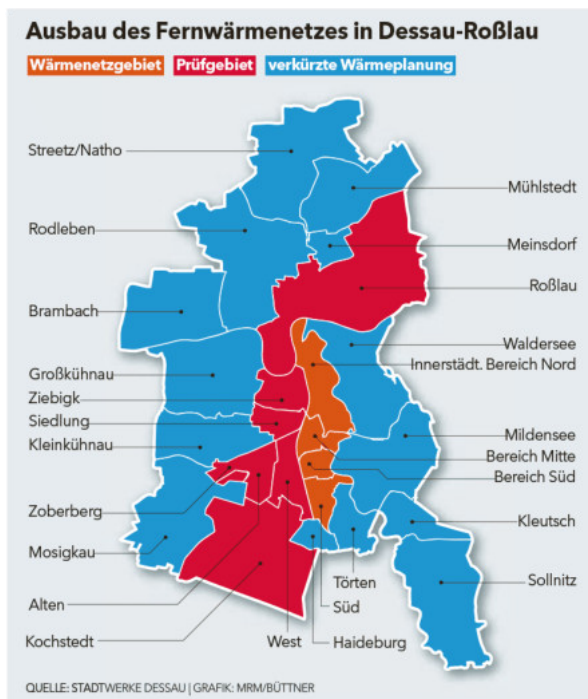 Ausbau des Fernwärmenetzes in Dessau-Roßlau
Wärmenetzgebiet Prüfgebiet verkürzte Wärmeplanung
Streetz/Natho
Mühlstedt
Rodleben
Meinsdorf
Roßlau
Brambach
Waldersee
Innerstädt. Bereich Nord
Großkühnau
Ziebigk
Siedlung
Kleinkühnau
Mildensee
Bereich Mitte
Bereich Süd
Zoberberg
Kleutsch
Mosigkau
Törten
Sollnitz
Alten
Süd
Kochstedt
West
Haideburg
QUELLE: STADTWERKE DESSAU | GRAFIK: MRM/BÜTTNER